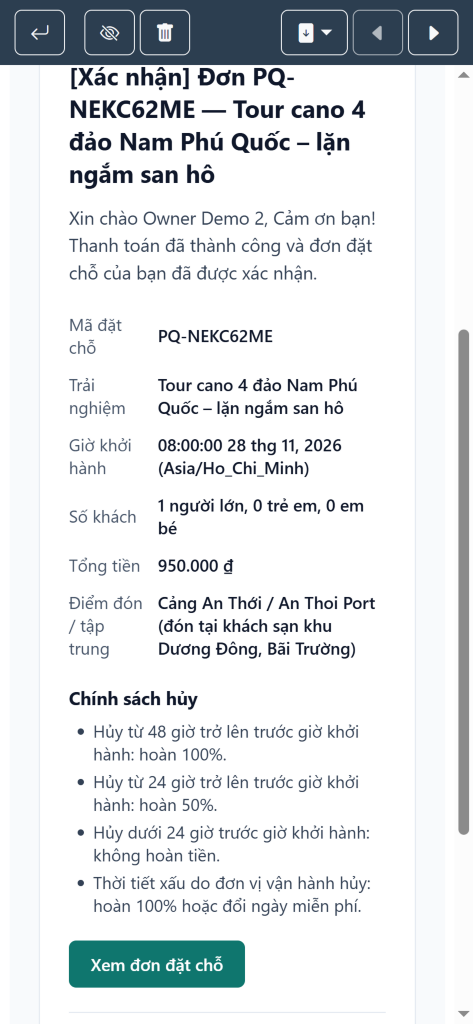 [Xác nhận] Đơn PQ-
NEKC62ME — Tour cano 4
đảo Nam Phú Quốc – lặn
ngắm san hô
Xin chào Owner Demo 2, Cảm ơn bạn!
Thanh toán đã thành công và đơn đặt
chỗ của bạn đã được xác nhận.
Mã đặt
chỗ
PQ-NEKC62ME
Trải
nghiệm
Tour cano 4 đảo Nam Phú
Quốc – lặn ngắm san hô
Giờ khởi
hành
08:00:00 28 thg 11, 2026
(Asia/Ho_Chi_Minh)
Số khách
1 người lớn, 0 trẻ em, 0 em
bé
Tổng tiền
950.000 ₫
Điểm đón
/ tập
trung
Cảng An Thới / An Thoi Port
(đón tại khách sạn khu
Dương Đông, Bãi Trường)
Chính sách hủy
• Hủy từ 48 giờ trở lên trước giờ khởi
hành: hoàn 100%.
• Hủy từ 24 giờ trở lên trước giờ khởi
hành: hoàn 50%.
• Hủy dưới 24 giờ trước giờ khởi hành:
không hoàn tiền.
• Thời tiết xấu do đơn vị vận hành hủy:
hoàn 100% hoặc đổi ngày miễn phí.
Xem đơn đặt chỗ